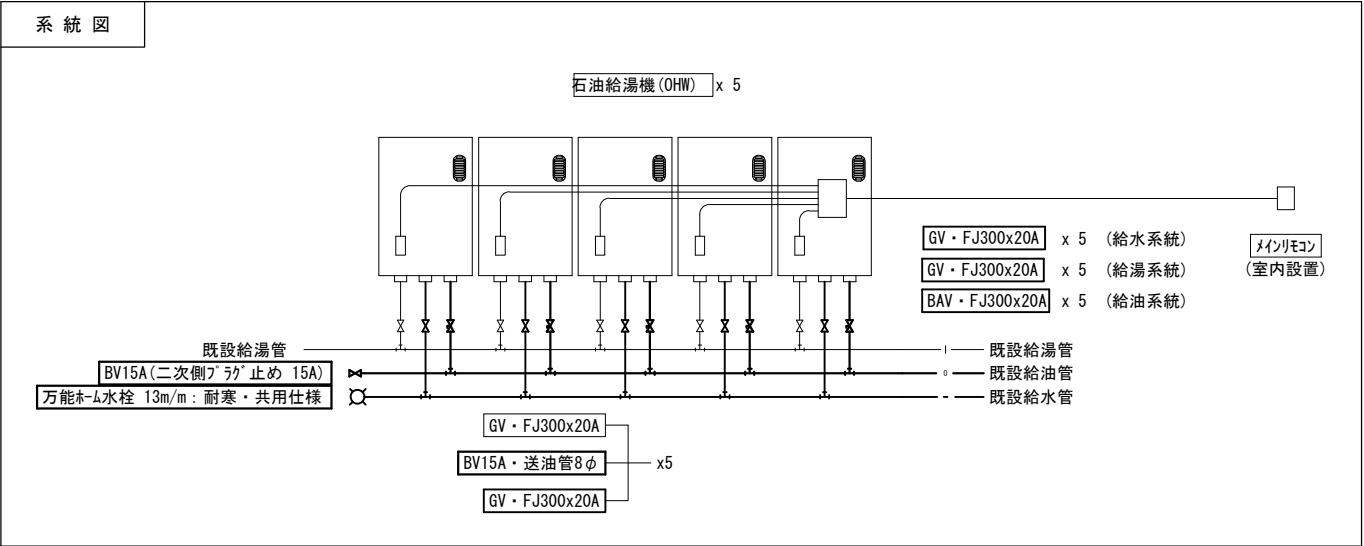 系統図
石油給湯機(OHW) x 5
GV・FJ300x20A x 5 (給水系統)
GV・FJ300x20A x 5 (給湯系統)
BAV・FJ300x20A x 5 (給油系統)
メインリモコン
(室内設置)
既設給湯管
既設給湯管
BV15A(二次側プラグ止め 15A)
既設給油管
万能ホーム水栓 13m/m:耐寒・共用仕様
既設給水管
GV・FJ300x20A
BV15A・送油管8φ x5
GV・FJ300x20A